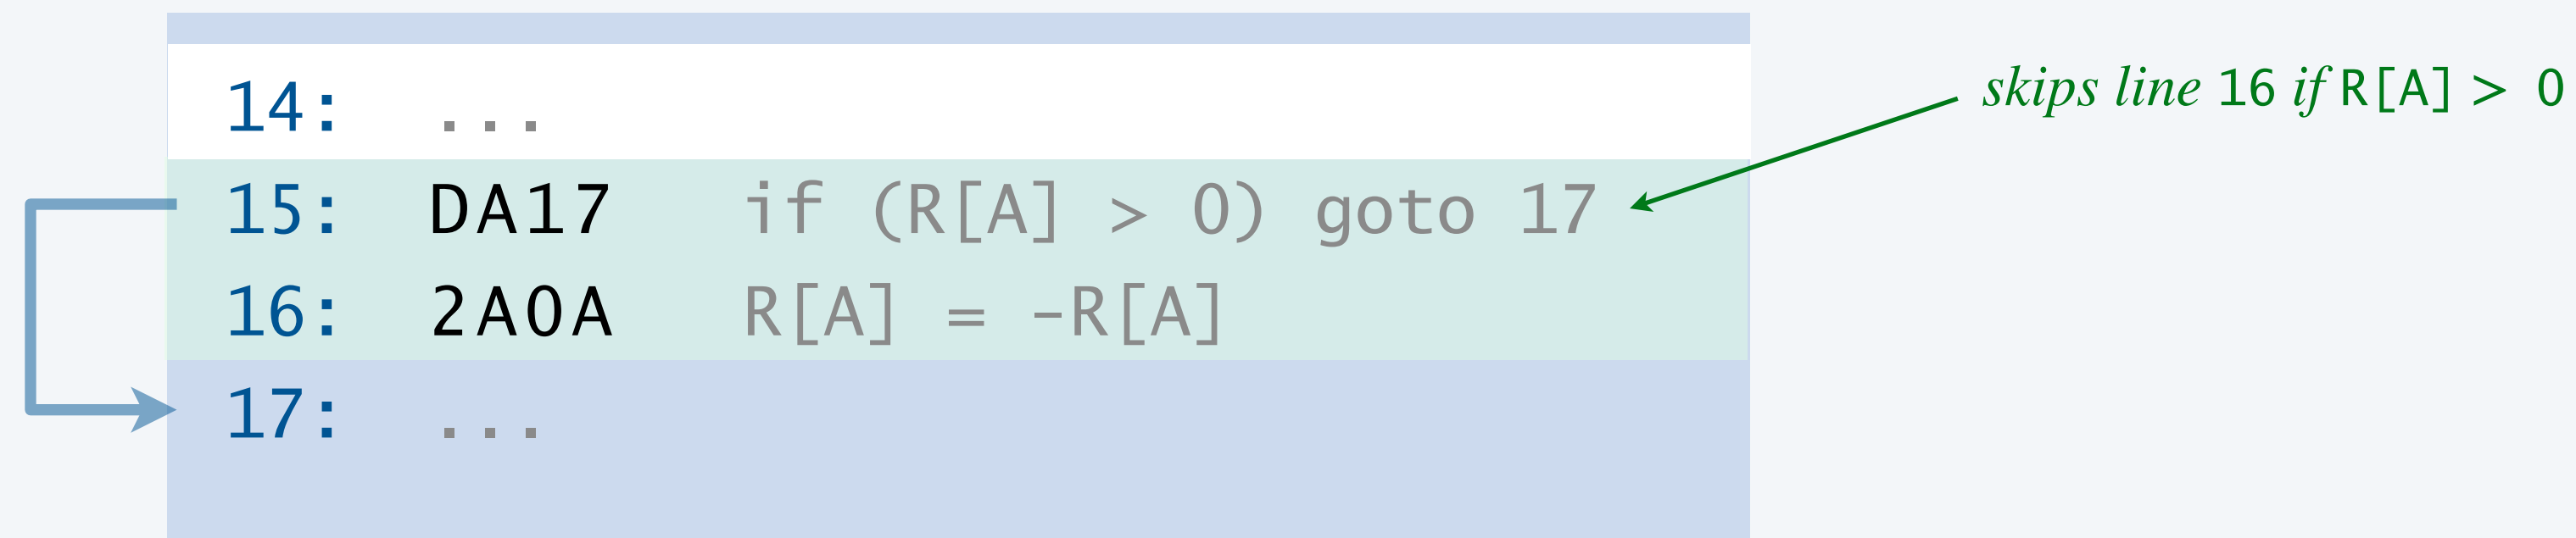 14: ...
skips line 16 if R[A] > 0
15: DA17 if (R[A] > 0) goto 17
16: 2A0A R[A] = -R[A]
17: ...